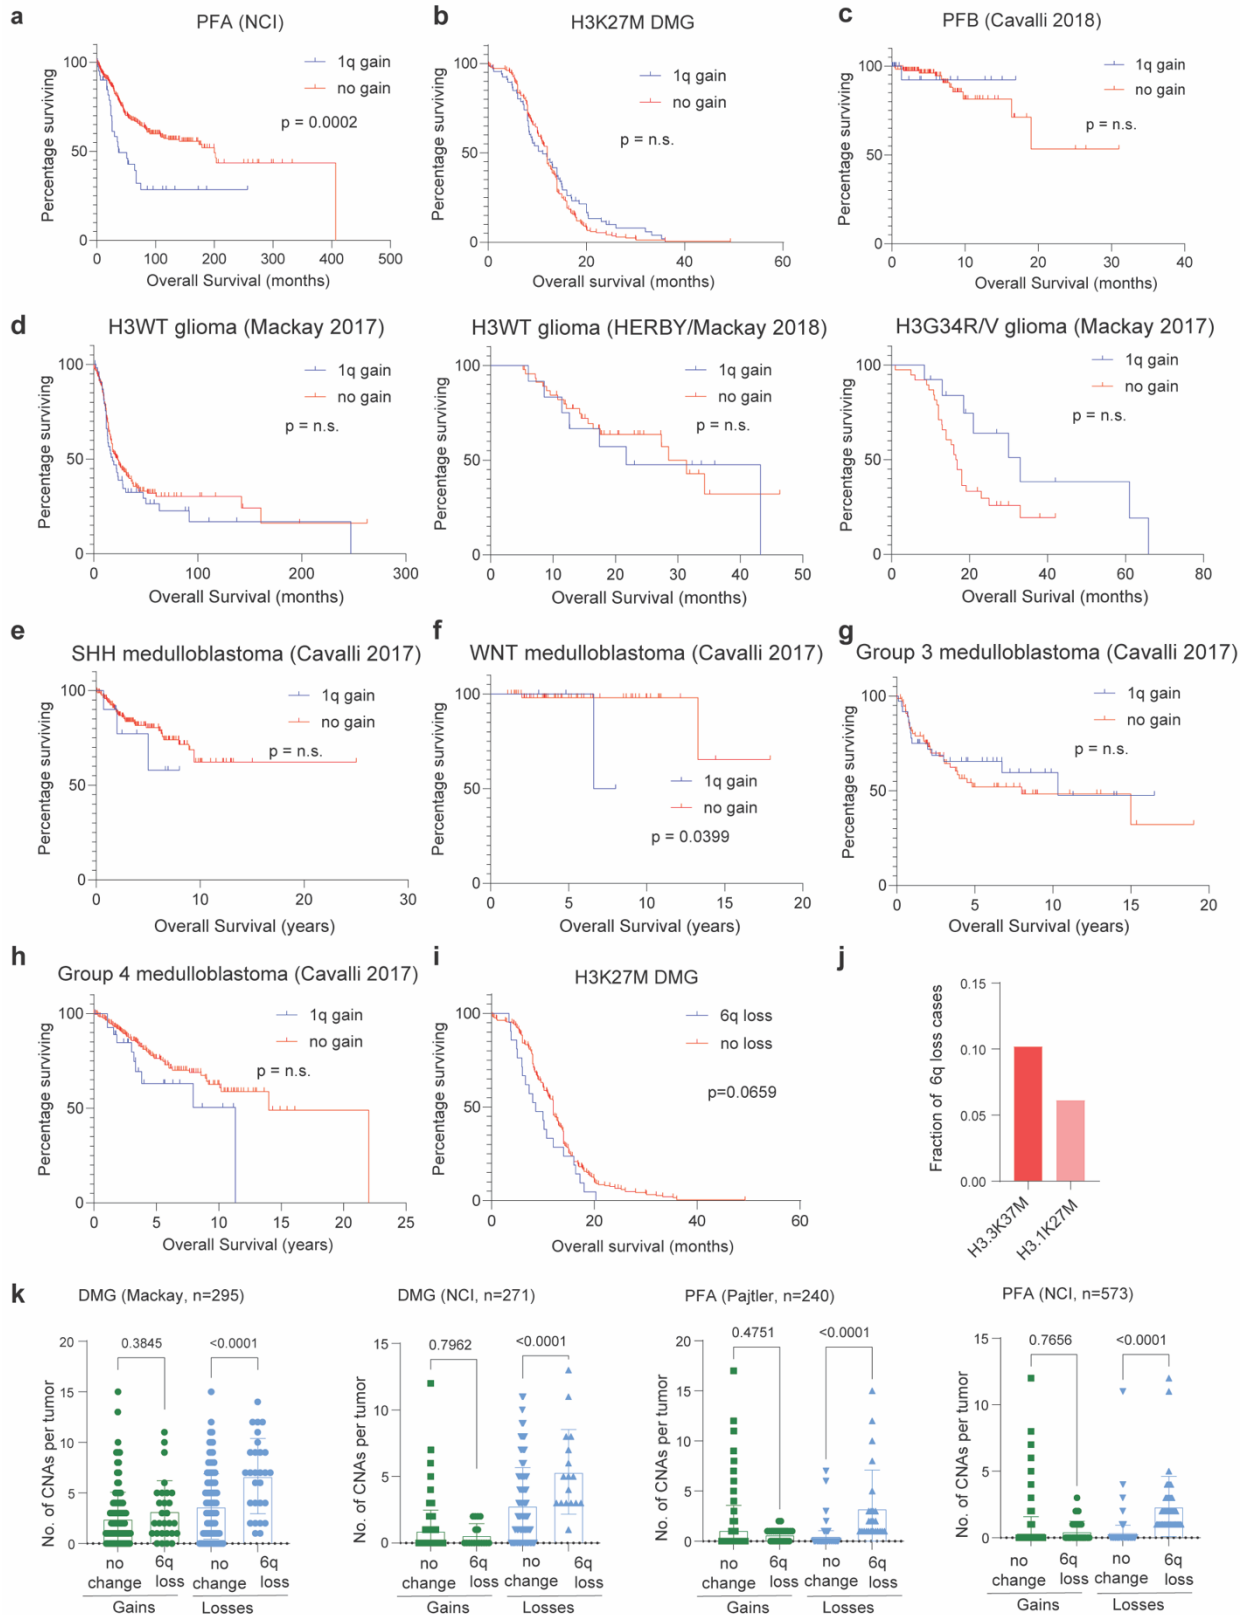 a
PFA (NCI)
Percentage surviving
100
50
0
0 100 200 300 400 500
Overall Survival (months)
1q gain
no gain
p = 0.0002
b
H3K27M DMG
Percentage surviving
100
50
0
0 20 40 60
Overall survival (months)
1q gain
no gain
p = n.s.
c
PFB (Cavalli 2018)
Percentage surviving
100
50
0
0 10 20 30 40
Overall Survival (months)
1q gain
no gain
p = n.s.
d
H3WT glioma (Mackay 2017)
Percentage surviving
100
50
0
0 100 200 300
Overall Survival (months)
1q gain
no gain
p = n.s.
H3WT glioma (HERBY/Mackay 2018)
Percentage surviving
100
50
0
0 10 20 30 40 50
Overall Survival (months)
1q gain
no gain
p = n.s.
H3G34R/V glioma (Mackay 2017)
Percentage surviving
100
50
0
0 20 40 60 80
Overall Survival (months)
1q gain
no gain
p = n.s.
e
SHH medulloblastoma (Cavalli 2017)
Percentage surviving
100
50
0
0 10 20 30
Overall Survival (years)
1q gain
no gain
p = n.s.
f
WNT medulloblastoma (Cavalli 2017)
Percentage surviving
100
50
0
0 5 10 15 20
Overall Survival (years)
1q gain
no gain
p = 0.0399
g
Group 3 medulloblastoma (Cavalli 2017)
Percentage surviving
100
50
0
0 5 10 15 20
Overall Survival (years)
1q gain
no gain
p = n.s.
h
Group 4 medulloblastoma (Cavalli 2017)
Percentage surviving
100
50
0
0 5 10 15 20 25
Overall Survival (years)
1q gain
no gain
p = n.s.
i
H3K27M DMG
Percentage surviving
100
50
0
0 20 40 60
Overall survival (months)
6q loss
no loss
p=0.0659
j
Fraction of 6q loss cases
0.15
0.10
0.05
0.00
H3.3K37M
H3.1K27M
k
DMG (Mackay, n=295)
No. of CNAs per tumor
20
15
10
5
0
0.3845 <0.0001
no change 6q loss no change 6q loss
Gains Losses
DMG (NCI, n=271)
No. of CNAs per tumor
15
10
5
0
0.7962 <0.0001
no change 6q loss no change 6q loss
Gains Losses
PFA (Pajtler, n=240)
No. of CNAs per tumor
20
15
10
5
0
0.4751 <0.0001
no change 6q loss no change 6q loss
Gains Losses
PFA (NCI, n=573)
No. of CNAs per tumor
15
10
5
0
0.7656 <0.0001
no change 6q loss no change 6q loss
Gains Losses